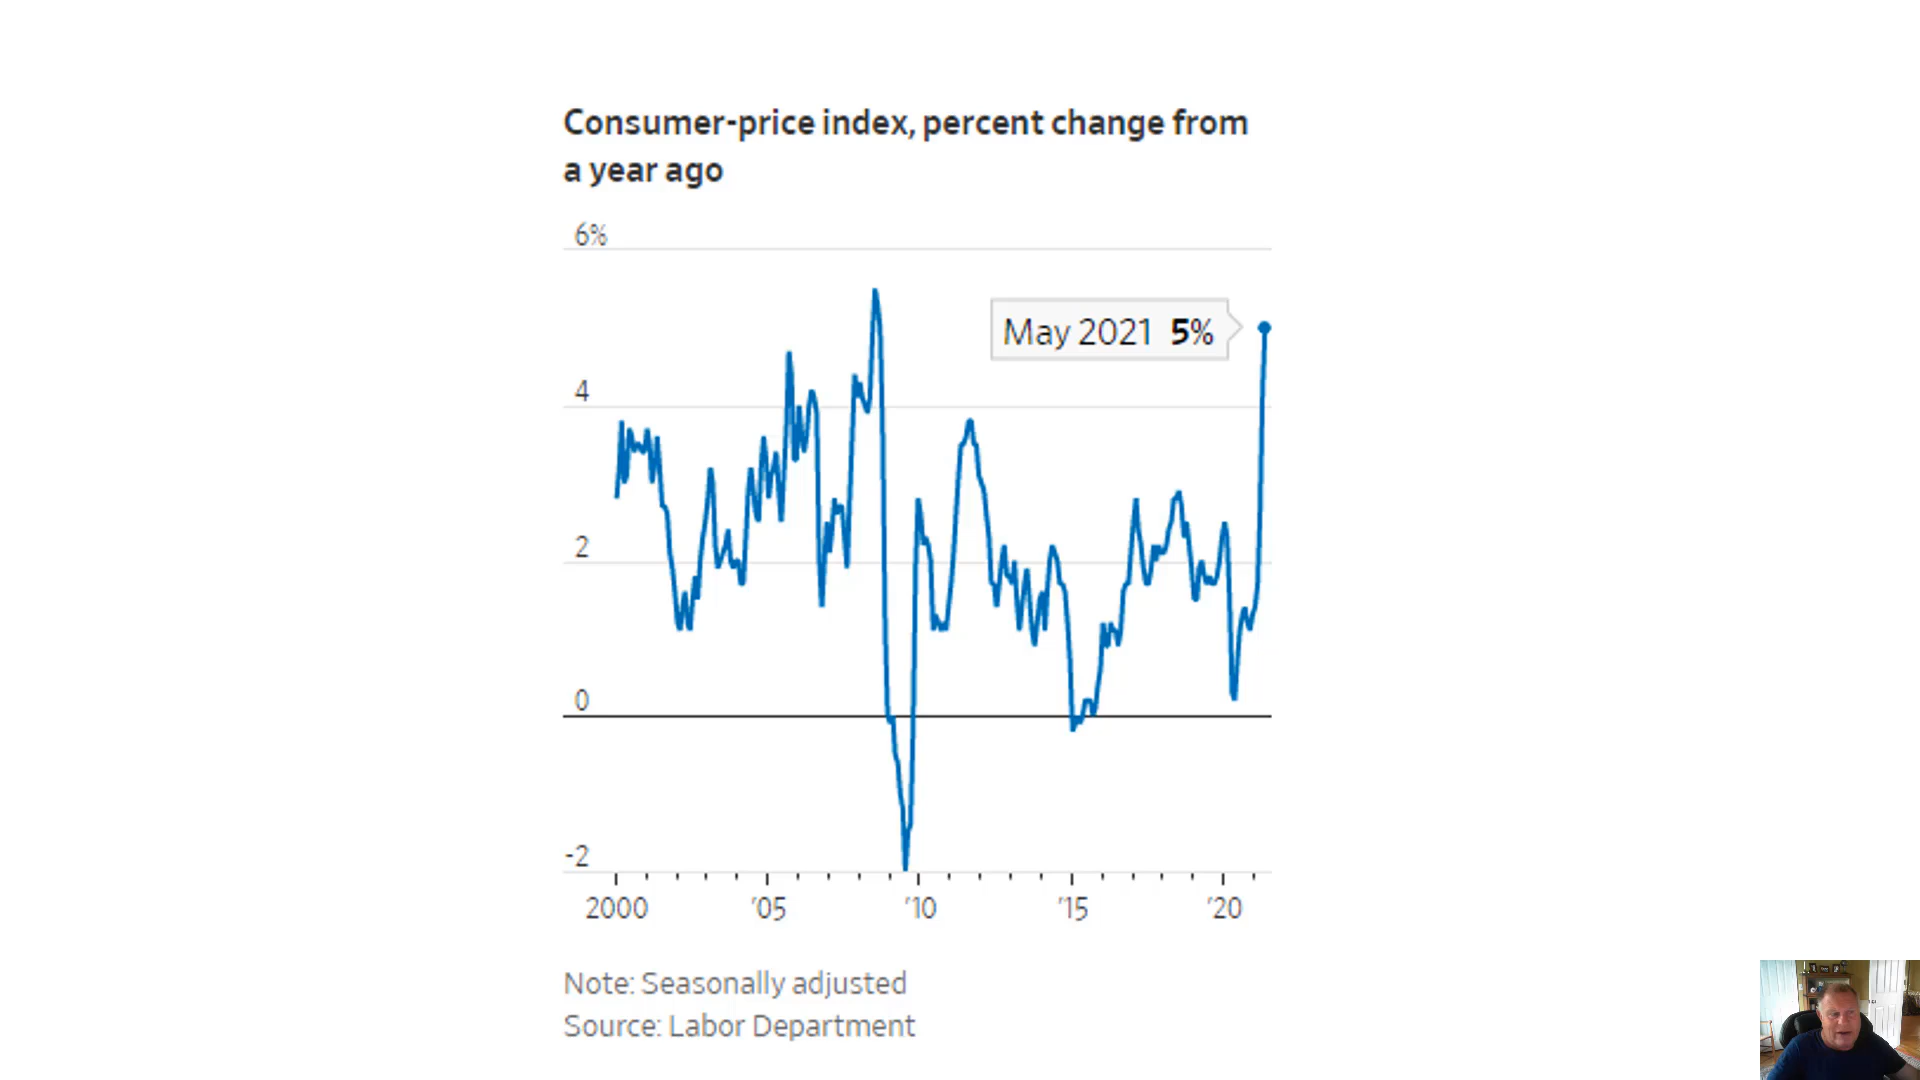 Consumer-price index, percent change from
a year ago
6%
May 2021 5%
4
2
0
-2
2000 '05 '10 '15 '20
Note: Seasonally adjusted
Source: Labor Department